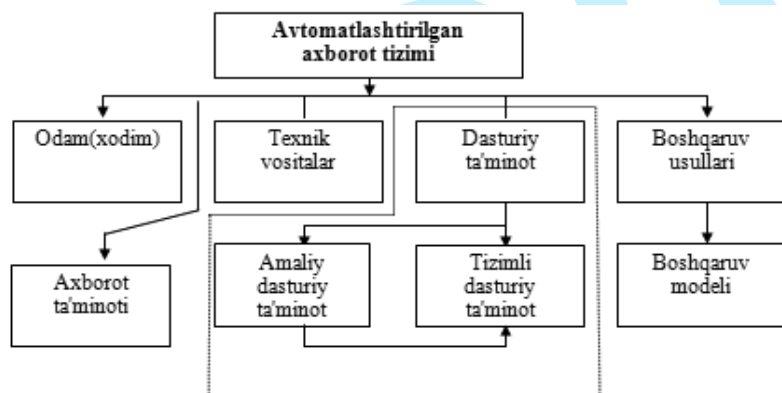 Avtomatlashtirilgan
axborot tizimi
Odam(xodim)
Texnik
vositalar
Dasturiy
ta'minot
Boshqaruv
usullari
Axborot
ta'minoti
Amaliy
dasturiy
ta'minot
Tizimli
dasturiy
ta'minot
Boshqaruv
modeli